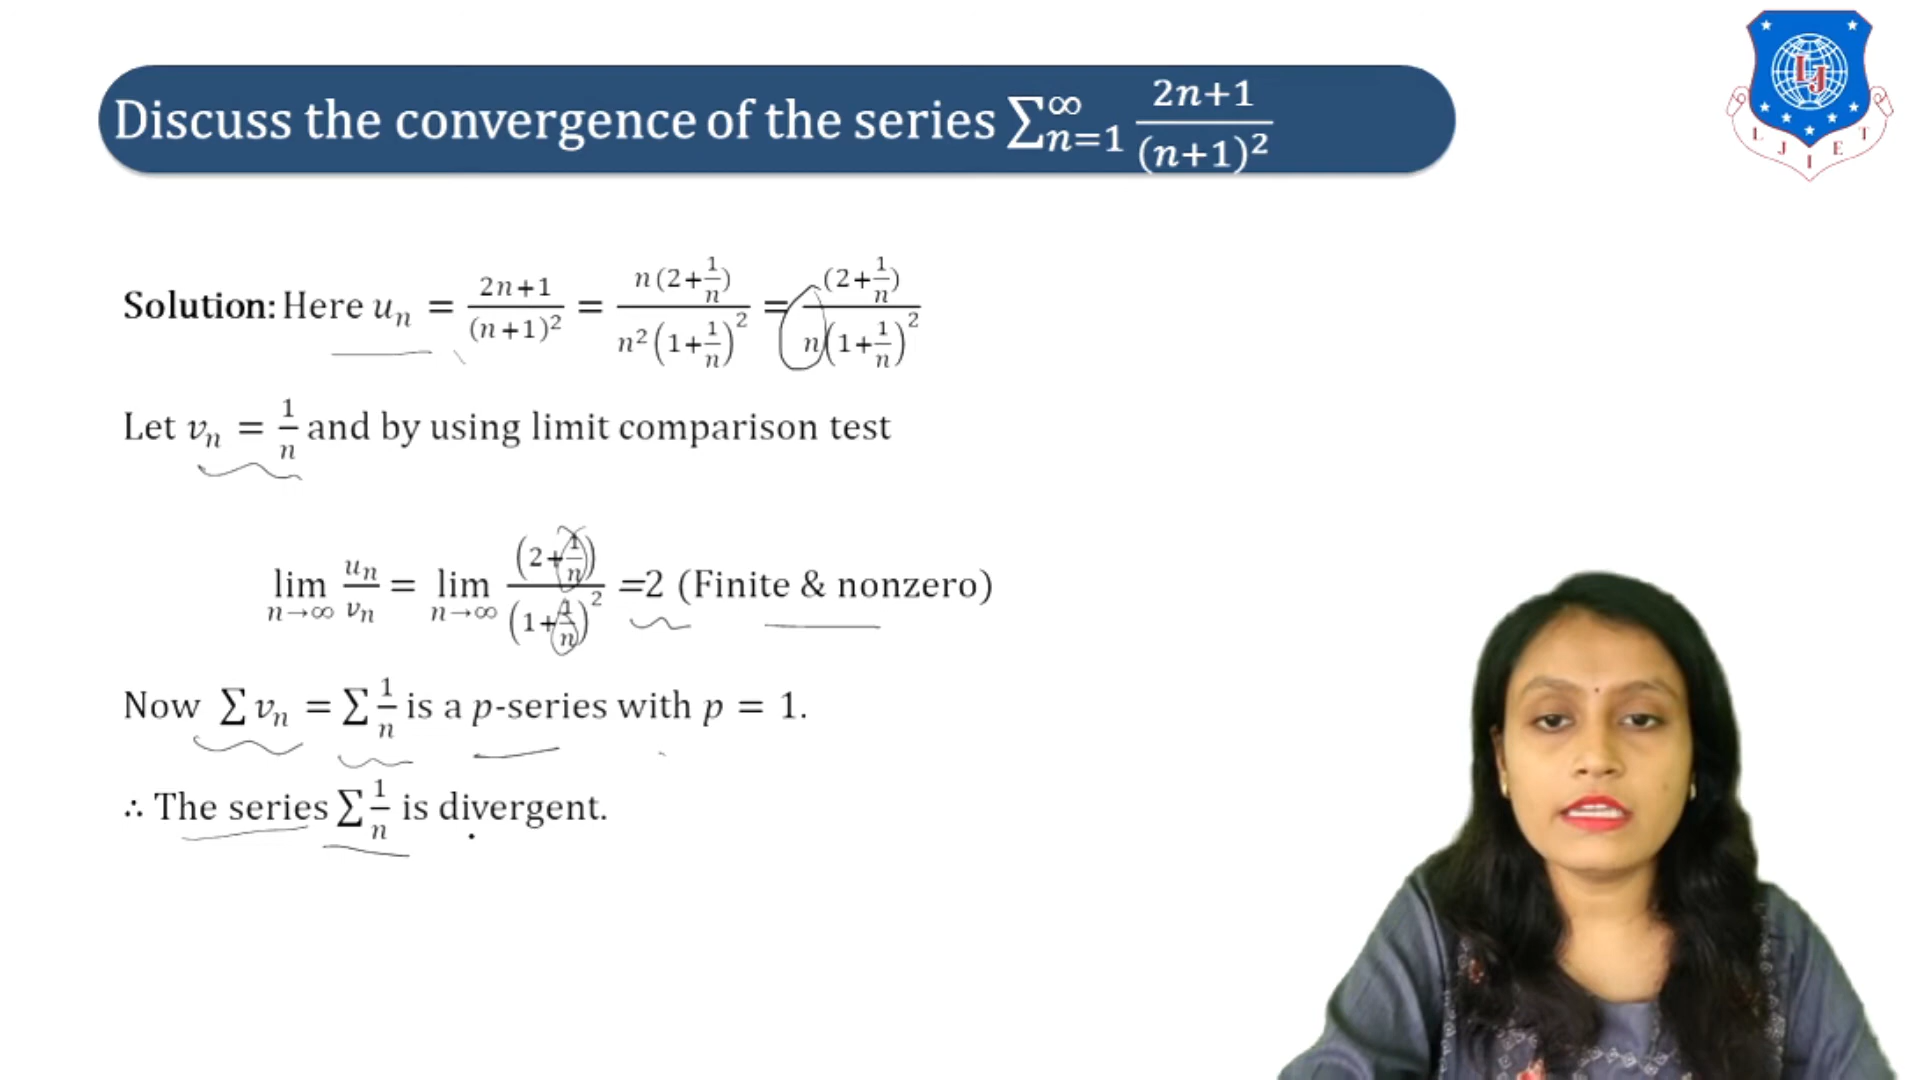 Discuss the convergence of the series ∑_{n=1}^{∞} (2n+1)/(n+1)²
L J
L J I E T
Solution: Here uₙ = (2n+1)/(n+1)² = n(2+1/n)/(n²(1+1/n)²) = (2+1/n)/(n(1+1/n)²)
Let vₙ = 1/n and by using limit comparison test
lim_{n→∞} uₙ/vₙ = lim_{n→∞} (2+1/n)/(1+1/n)² =2 (Finite & nonzero)
Now ∑ vₙ = ∑ 1/n is a p-series with p = 1.
∴ The series ∑ 1/n is divergent.